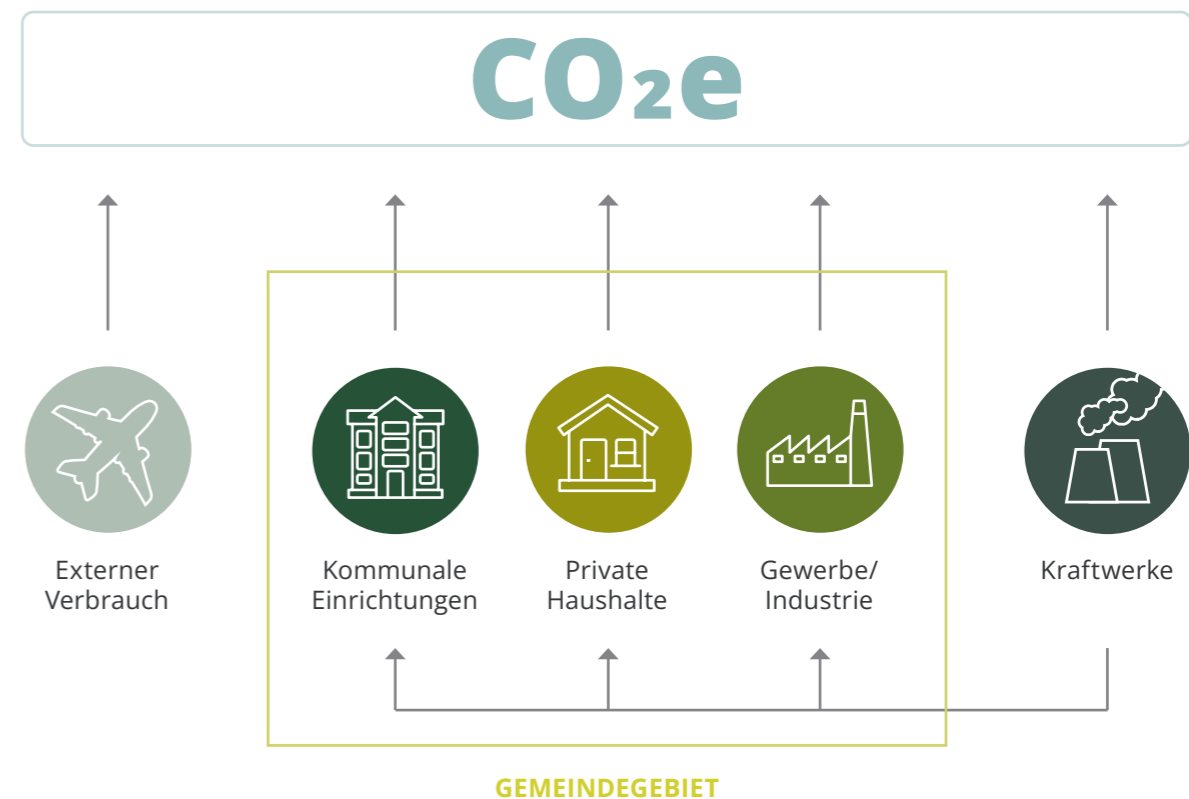 CO₂e
Externer
Verbrauch
Kommunale
Einrichtungen
Private
Haushalte
Gewerbe/
Industrie
Kraftwerke
GEMEINDEGEBIET